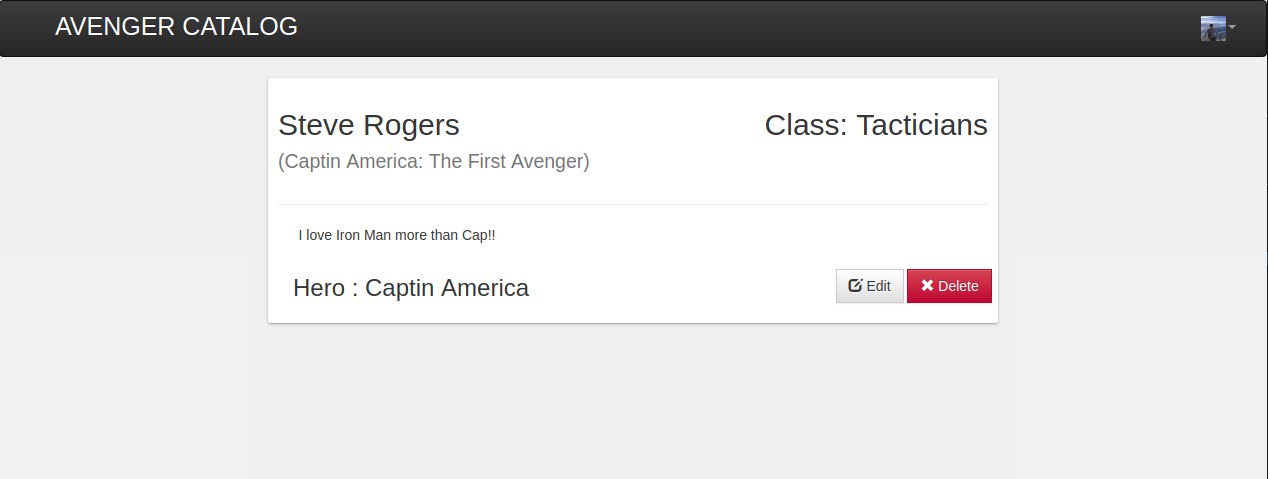 AVENGER CATALOG
Steve Rogers
Class: Tacticians
(Captin America: The First Avenger)
I love Iron Man more than Cap!!
Hero : Captin America
Edit
Delete